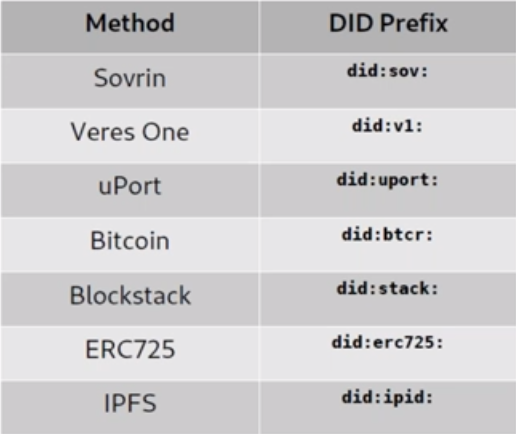 Method DID Prefix
Sovrin did:sov:
Veres One did:v1:
uPort did:uport:
Bitcoin did:btcr:
Blockstack did:stack:
ERC725 did:erc725:
IPFS did:ipid: